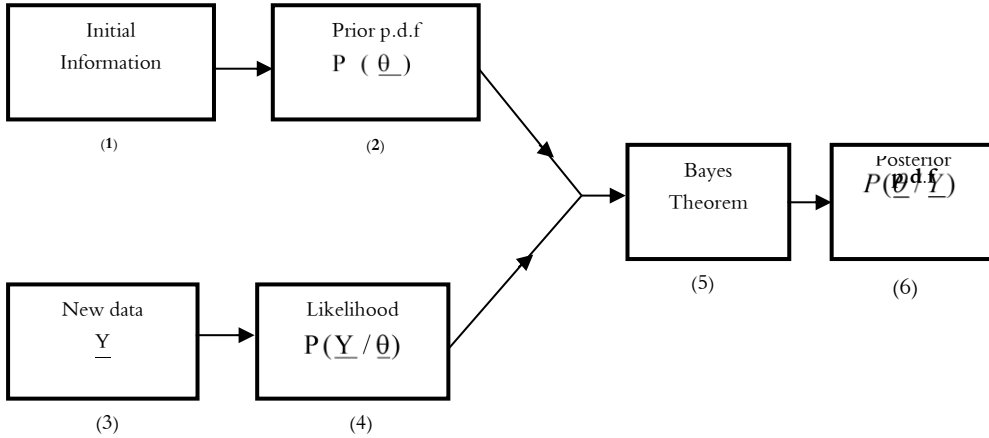 Initial
Information
(1)
Prior p.d.f
P ( θ )
(2)
New data
Y
(3)
Likelihood
P(Y / θ)
(4)
Bayes
Theorem
(5)
Posterior
p.d.f
P(θ / Y)
(6)